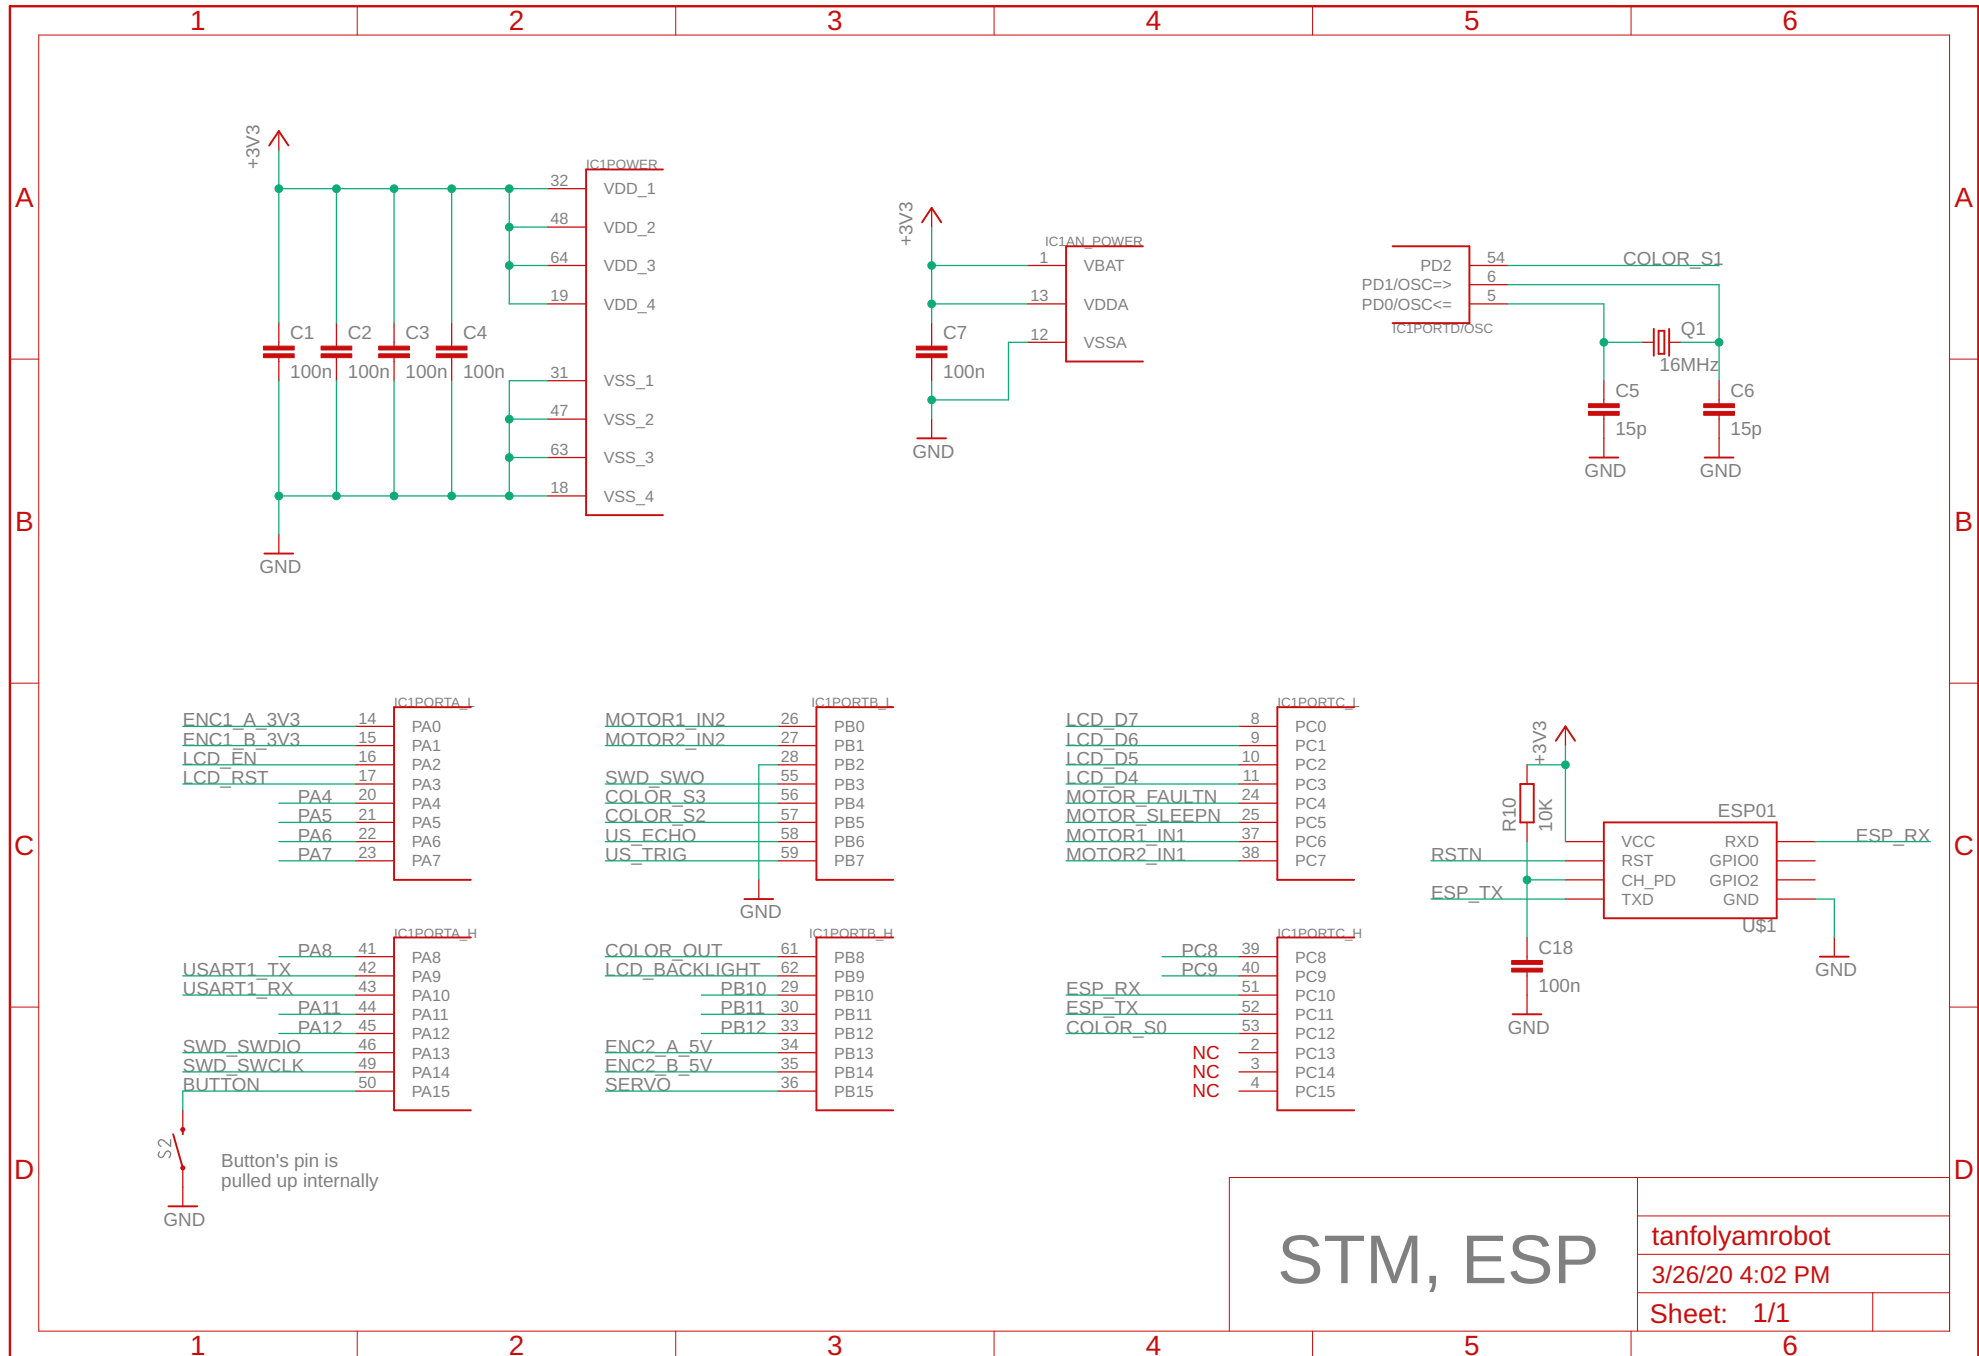 1 2 3 4 5 6
A
A
+3V3
IC1POWER
32 VDD_1
48 VDD_2
64 VDD_3
19 VDD_4
C1 C2 C3 C4
100n 100n 100n 100n
31 VSS_1
47 VSS_2
63 VSS_3
18 VSS_4
GND
+3V3
IC1AN_POWER
1 VBAT
13 VDDA
12 VSSA
C7
100n
GND
PD2 54 COLOR_S1
PD1/OSC=> 6
PD0/OSC<= 5
IC1PORTD/OSC
Q1
16MHz
C5 C6
15p 15p
GND GND
B
B
IC1PORTA_L
ENC1_A_3V3 14 PA0
ENC1_B_3V3 15 PA1
LCD_EN 16 PA2
LCD_RST 17 PA3
PA4 20 PA4
PA5 21 PA5
PA6 22 PA6
PA7 23 PA7
IC1PORTB_L
MOTOR1_IN2 26 PB0
MOTOR2_IN2 27 PB1
28 PB2
SWD_SWO 55 PB3
COLOR_S3 56 PB4
COLOR_S2 57 PB5
US_ECHO 58 PB6
US_TRIG 59 PB7
GND
IC1PORTC_L
LCD_D7 8 PC0
LCD_D6 9 PC1
LCD_D5 10 PC2
LCD_D4 11 PC3
MOTOR_FAULTN 24 PC4
MOTOR_SLEEPN 25 PC5
MOTOR1_IN1 37 PC6
MOTOR2_IN1 38 PC7
+3V3
R10
10K
ESP01
VCC RXD ESP_RX
RSTN RST GPIO0
CH_PD GPIO2
ESP_TX TXD GND
U$1
C18
100n
GND
GND
C
C
IC1PORTA_H
PA8 41 PA8
USART1_TX 42 PA9
USART1_RX 43 PA10
PA11 44 PA11
PA12 45 PA12
SWD_SWDIO 46 PA13
SWD_SWCLK 49 PA14
BUTTON 50 PA15
S2
Button's pin is
pulled up internally
GND
IC1PORTB_H
COLOR_OUT 61 PB8
LCD_BACKLIGHT 62 PB9
PB10 29 PB10
PB11 30 PB11
PB12 33 PB12
ENC2_A_5V 34 PB13
ENC2_B_5V 35 PB14
SERVO 36 PB15
IC1PORTC_H
PC8 39 PC8
PC9 40 PC9
ESP_RX 51 PC10
ESP_TX 52 PC11
COLOR_S0 53 PC12
NC 2 PC13
NC 3 PC14
NC 4 PC15
D
D
STM, ESP
tanfolyamrobot
3/26/20 4:02 PM
Sheet: 1/1
1 2 3 4 5 6